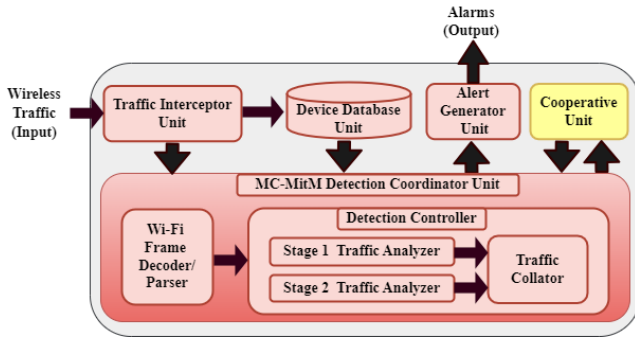 Alarms
(Output)
Wireless
Traffic
(Input)
Traffic Interceptor
Unit
Device Database
Unit
Alert
Generator
Unit
Cooperative
Unit
MC-MitM Detection Coordinator Unit
Wi-Fi
Frame
Decoder/
Parser
Detection Controller
Stage 1 Traffic Analyzer
Stage 2 Traffic Analyzer
Traffic
Collator